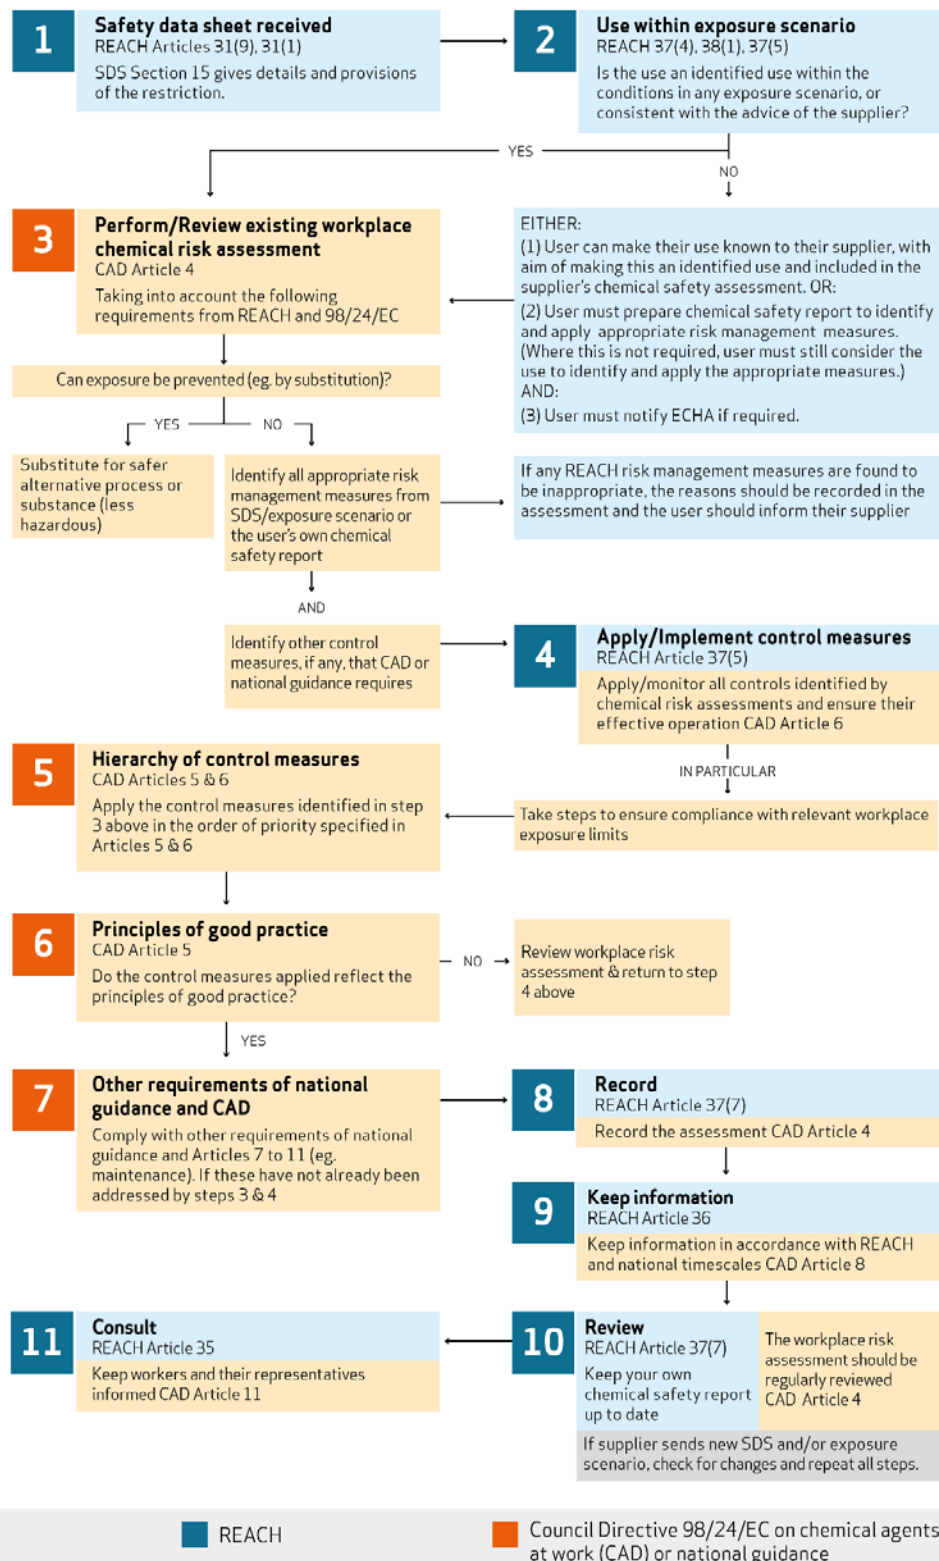 1
Safety data sheet received
REACH Articles 31(9), 31(1)
SDS Section 15 gives details and provisions
of the restriction.
2
Use within exposure scenario
REACH 37(4), 38(1), 37(5)
Is the use an identified use within the
conditions in any exposure scenario, or
consistent with the advice of the supplier?
YES
NO
3
Perform/Review existing workplace
chemical risk assessment
CAD Article 4
Taking into account the following
requirements from REACH and 98/24/EC
EITHER:
(1) User can make their use known to their supplier, with
aim of making this an identified use and included in the
supplier's chemical safety assessment. OR:
(2) User must prepare chemical safety report to identify
and apply appropriate risk management measures.
(Where this is not required, user must still consider the
use to identify and apply the appropriate measures.)
AND:
(3) User must notify ECHA if required.
Can exposure be prevented (eg. by substitution)?
YES
NO
Substitute for safer
alternative process or
substance (less
hazardous)
Identify all appropriate risk
management measures from
SDS/exposure scenario or
the user's own chemical
safety report
If any REACH risk management measures are found to
be inappropriate, the reasons should be recorded in the
assessment and the user should inform their supplier
AND
Identify other control
measures, if any, that CAD or
national guidance requires
4
Apply/Implement control measures
REACH Article 37(5)
Apply/monitor all controls identified by
chemical risk assessments and ensure their
effective operation CAD Article 6
IN PARTICULAR
Take steps to ensure compliance with relevant workplace
exposure limits
5
Hierarchy of control measures
CAD Articles 5 & 6
Apply the control measures identified in step
3 above in the order of priority specified in
Articles 5 & 6
6
Principles of good practice
CAD Article 5
Do the control measures applied reflect the
principles of good practice?
NO
Review workplace risk
assessment & return to step
4 above
YES
7
Other requirements of national
guidance and CAD
Comply with other requirements of national
guidance and Articles 7 to 11 (eg.
maintenance). If these have not already been
addressed by steps 3 & 4
8
Record
REACH Article 37(7)
Record the assessment CAD Article 4
9
Keep information
REACH Article 36
Keep information in accordance with REACH
and national timescales CAD Article 8
10
Review
REACH Article 37(7)
Keep your own
chemical safety report
up to date
The workplace risk
assessment should be
regularly reviewed
CAD Article 4
If supplier sends new SDS and/or exposure
scenario, check for changes and repeat all steps.
11
Consult
REACH Article 35
Keep workers and their representatives
informed CAD Article 11
REACH
Council Directive 98/24/EC on chemical agents
at work (CAD) or national guidance